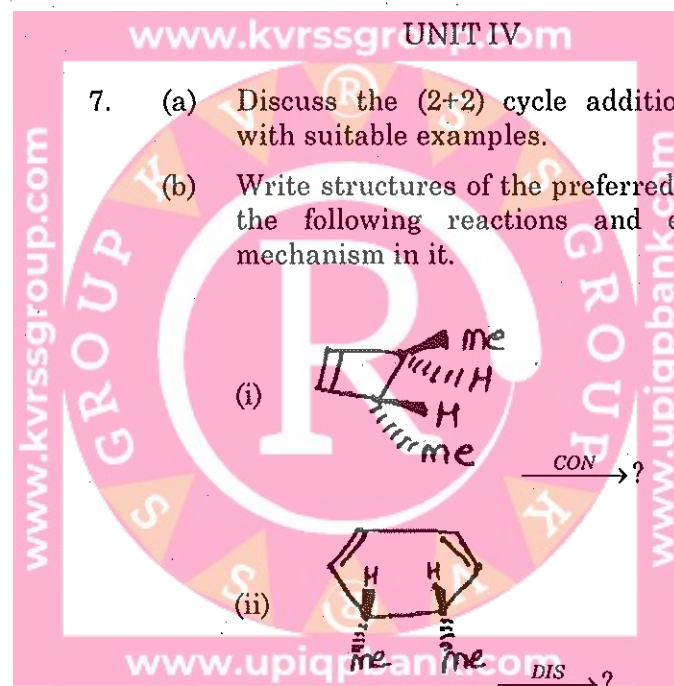 www.kvrssgroup.com
UNIT IV
7. (a) Discuss the (2+2) cycle additio
with suitable examples.
(b) Write structures of the preferred
the following reactions and e
mechanism in it.
(i)
me
H
H
me
CON ?
(ii)
H H
me me
DIS ?
www.upiqpbank.com
www.kvrssgroup.com
www.upiqpbank.com
KVRSS GROUP
R